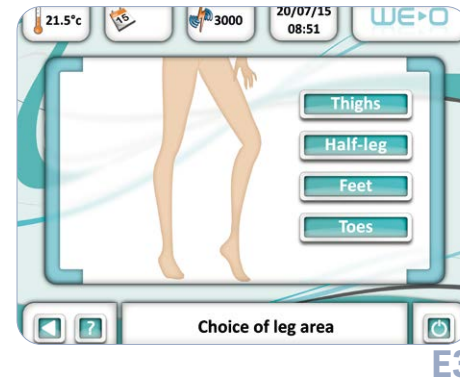 21.5°c
15
3000
20/07/15
08:51
WE▸O
Thighs
Half-leg
Feet
Toes
?
Choice of leg area
E3